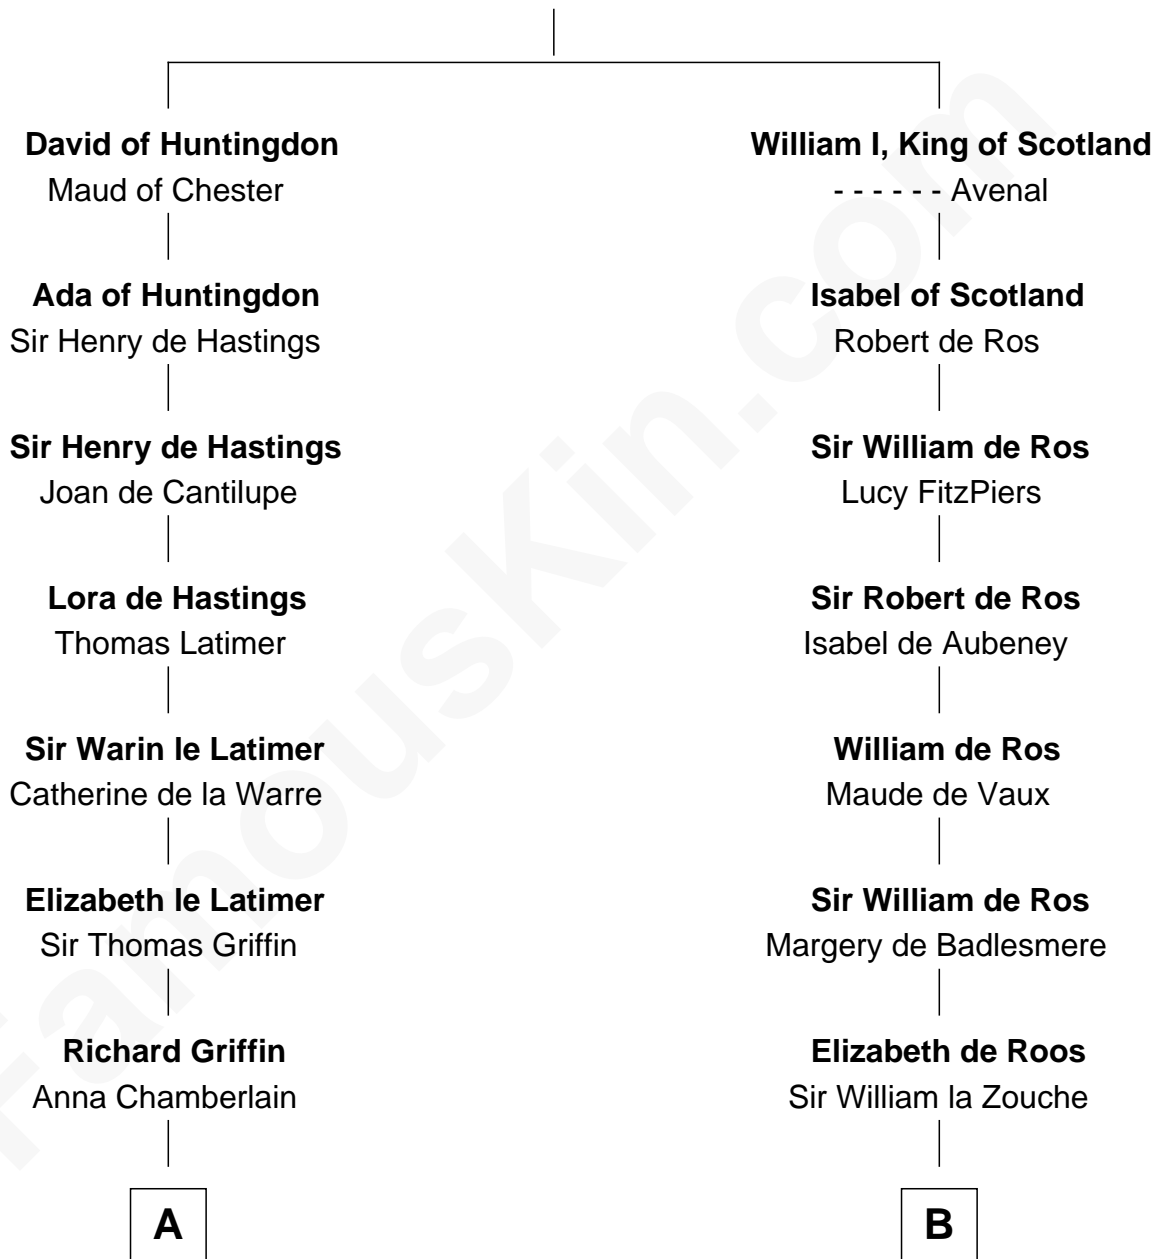 David of Huntingdon
Maud of Chester
Ada of Huntingdon
Sir Henry de Hastings
Sir Henry de Hastings
Joan de Cantilupe
Lora de Hastings
Thomas Latimer
Sir Warin le Latimer
Catherine de la Warre
Elizabeth le Latimer
Sir Thomas Griffin
Richard Griffin
Anna Chamberlain
A
William I, King of Scotland
- - - - - - Avenal
Isabel of Scotland
Robert de Ros
Sir William de Ros
Lucy FitzPiers
Sir Robert de Ros
Isabel de Aubeney
William de Ros
Maude de Vaux
Sir William de Ros
Margery de Badlesmere
Elizabeth de Roos
Sir William la Zouche
B
FamousKin.com